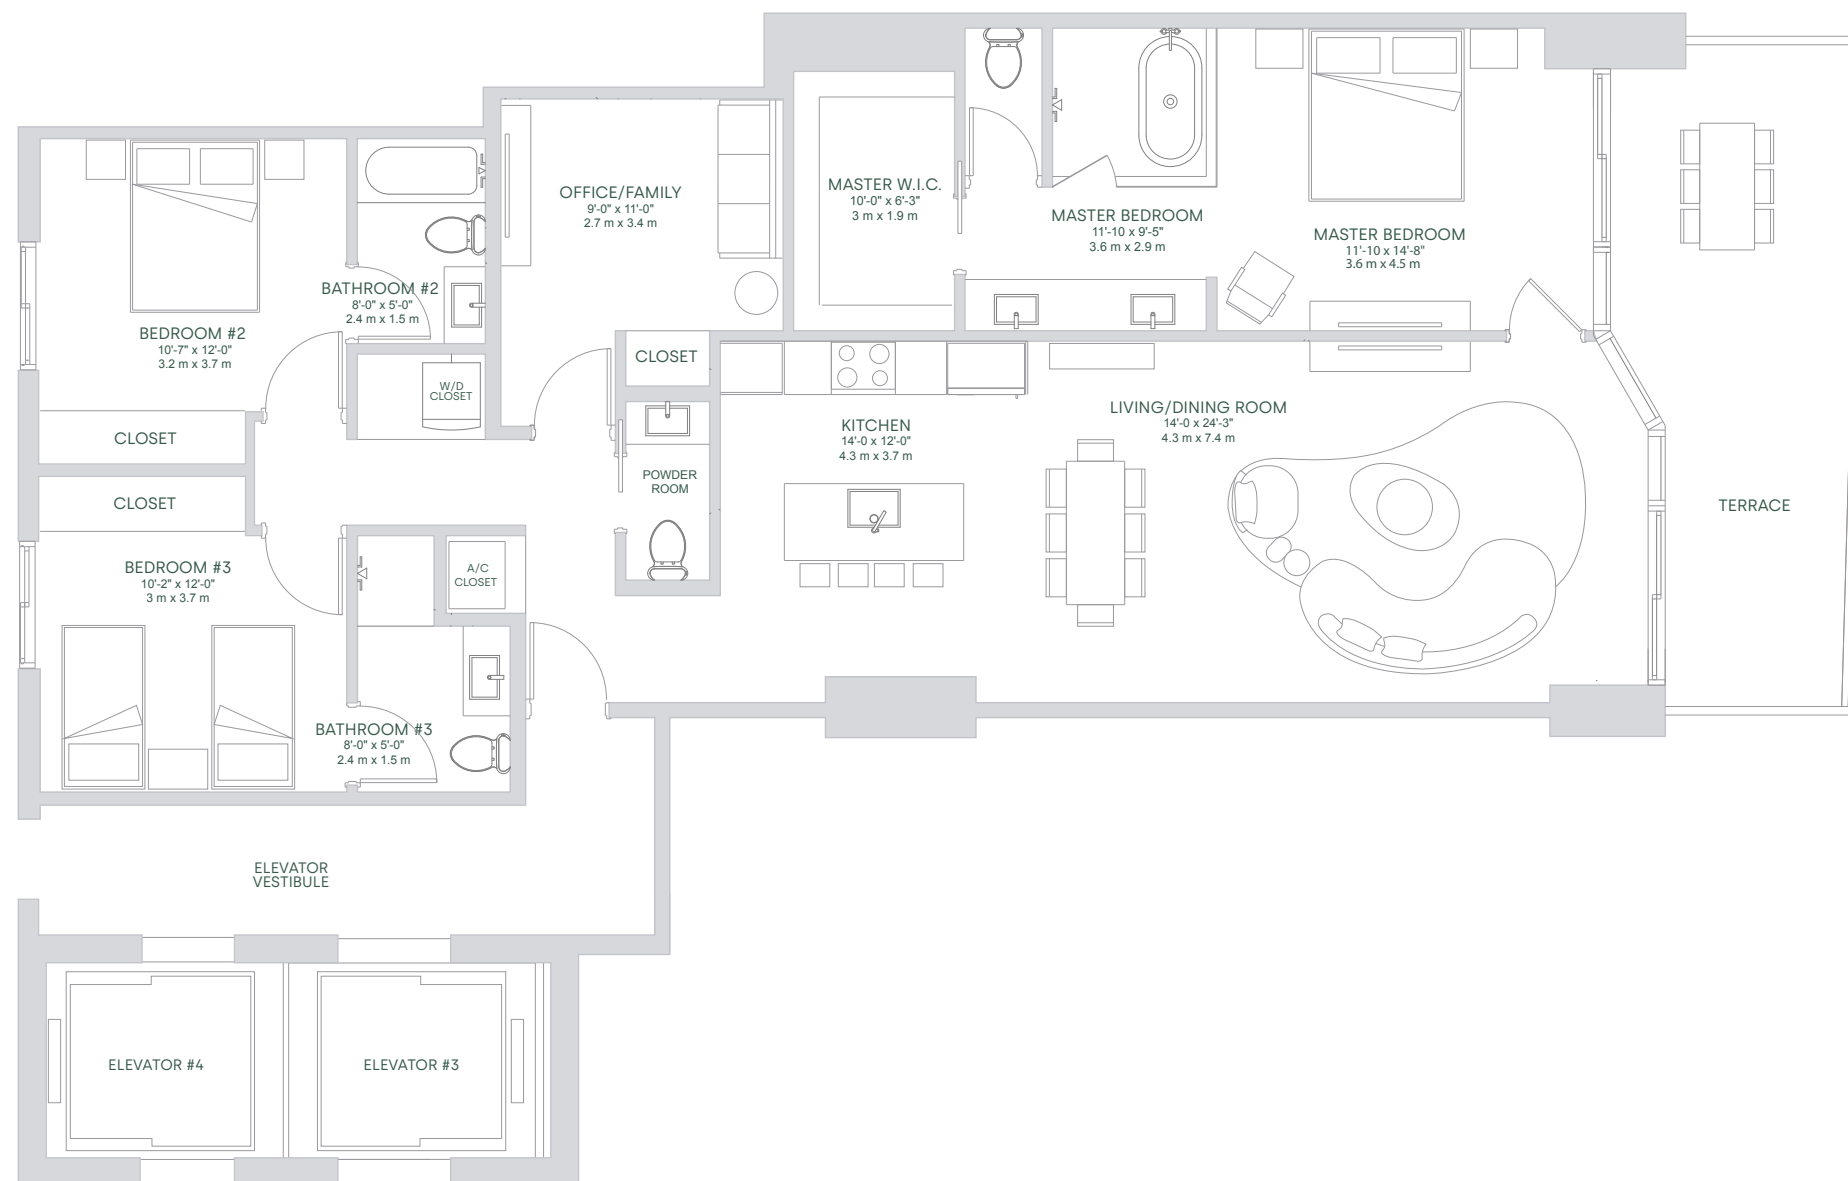 MASTER W.I.C.
10'-0" x 6'-3"
3 m x 1.9 m
OFFICE/FAMILY
9'-0" x 11'-0"
2.7 m x 3.4 m
MASTER BEDROOM
11'-10 x 9'-5"
3.6 m x 2.9 m
MASTER BEDROOM
11'-10 x 14'-8"
3.6 m x 4.5 m
BATHROOM #2
8'-0" x 5'-0"
2.4 m x 1.5 m
BEDROOM #2
10'-7" x 12'-0"
3.2 m x 3.7 m
CLOSET
W/D
CLOSET
LIVING/DINING ROOM
14'-0 x 24'-3"
4.3 m x 7.4 m
KITCHEN
14'-0 x 12'-0"
4.3 m x 3.7 m
CLOSET
POWDER
ROOM
CLOSET
TERRACE
BEDROOM #3
10'-2" x 12'-0"
3 m x 3.7 m
A/C
CLOSET
BATHROOM #3
8'-0" x 5'-0"
2.4 m x 1.5 m
ELEVATOR
VESTIBULE
ELEVATOR #4
ELEVATOR #3